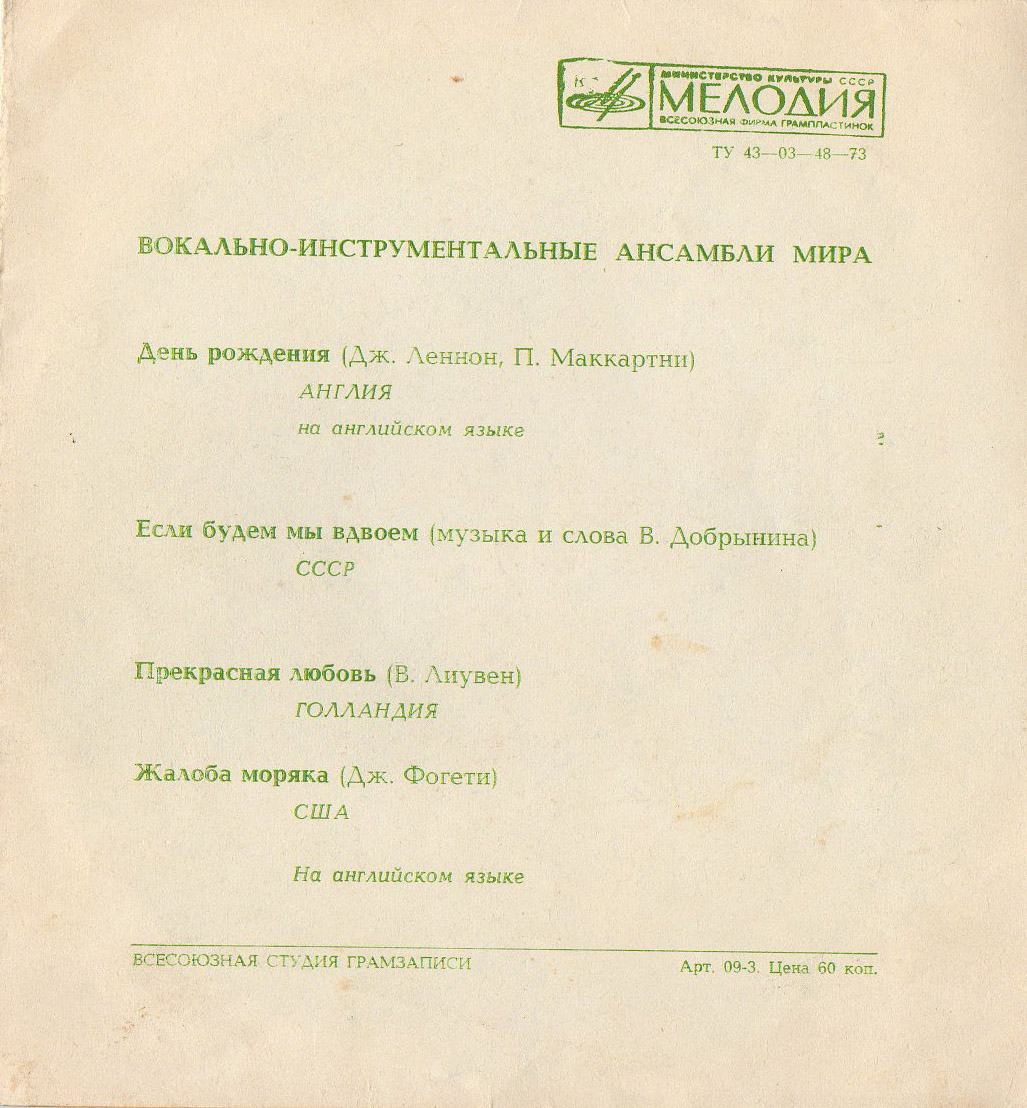 МИНИСТЕРСТВО КУЛЬТУРЫ СССР
МЕЛОДИЯ
ВСЕСОЮЗНАЯ ФИРМА ГРАМПЛАСТИНОК
ТУ 43—03—48—73
ВОКАЛЬНО-ИНСТРУМЕНТАЛЬНЫЕ АНСАМБЛИ МИРА
День рождения (Дж. Леннон, П. Маккартни)
АНГЛИЯ
на английском языке
Если будем мы вдвоем (музыка и слова В. Добрынина)
СССР
Прекрасная любовь (В. Лиувен)
ГОЛЛАНДИЯ
Жалоба моряка (Дж. Фогети)
США
На английском языке
ВСЕСОЮЗНАЯ СТУДИЯ ГРАМЗАПИСИ
Арт. 09-3. Цена 60 коп.